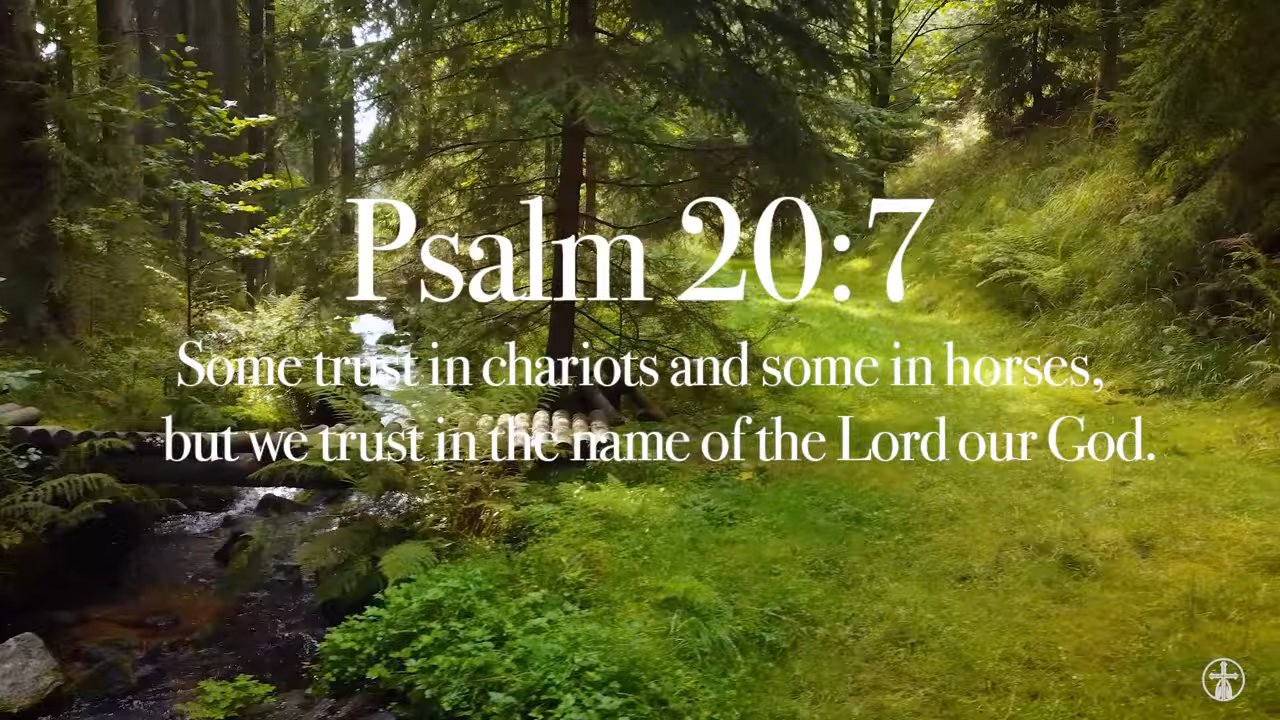 Psalm 20:7
Some trust in chariots and some in horses,
but we trust in the name of the Lord our God.